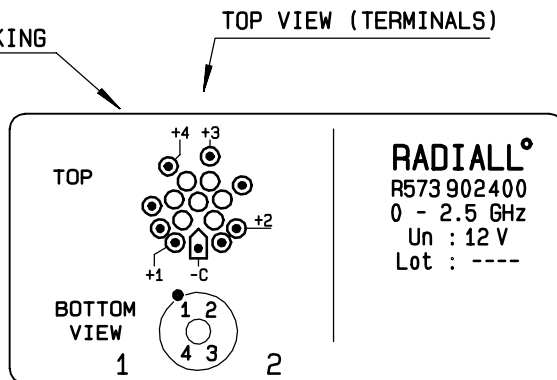 TOP VIEW (TERMINALS)
KING
+4 +3
TOP
+2
+1 -C
BOTTOM
VIEW
1 2
4 3
1 2
RADIALL°
R573 902400
0 - 2.5 GHz
Un : 12 V
Lot : ----